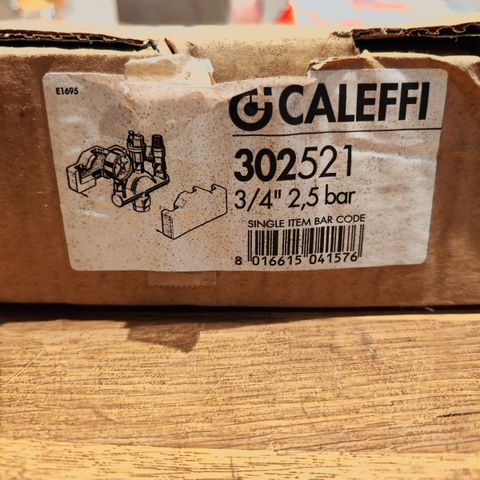 E1695
CALEFFI
302521
3/4" 2,5 bar
SINGLE ITEM BAR CODE
8 016615 041576